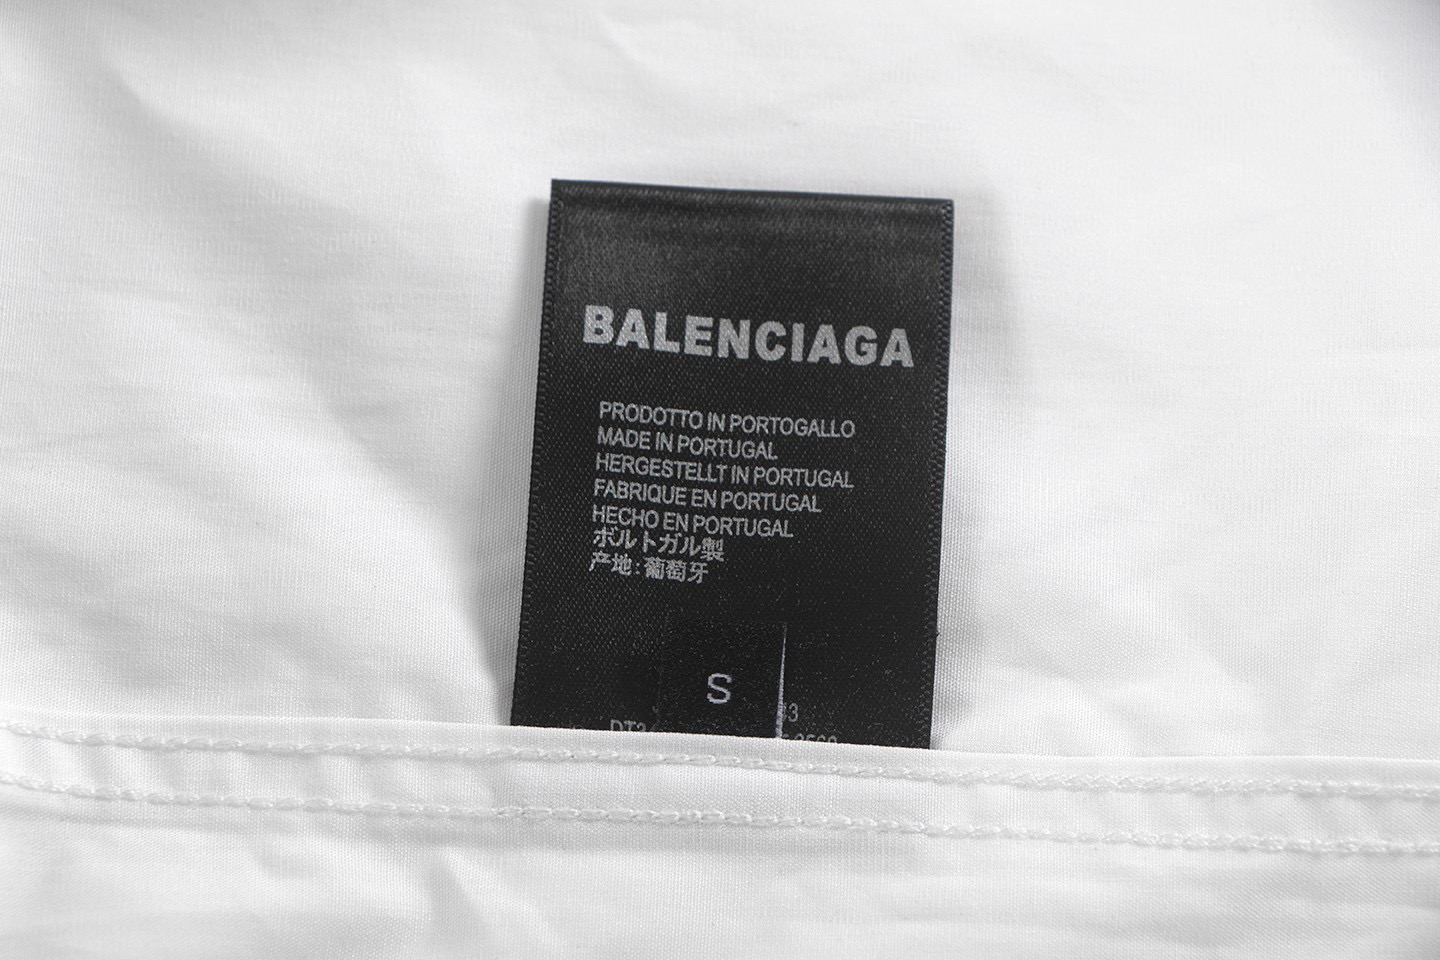 BALENCIAGA
PRODOTTO IN PORTOGALLO
MADE IN PORTUGAL
HERGESTELLT IN PORTUGAL
FABRIQUE EN PORTUGAL
HECHO EN PORTUGAL
ポルトガル製
产地:葡萄牙
S